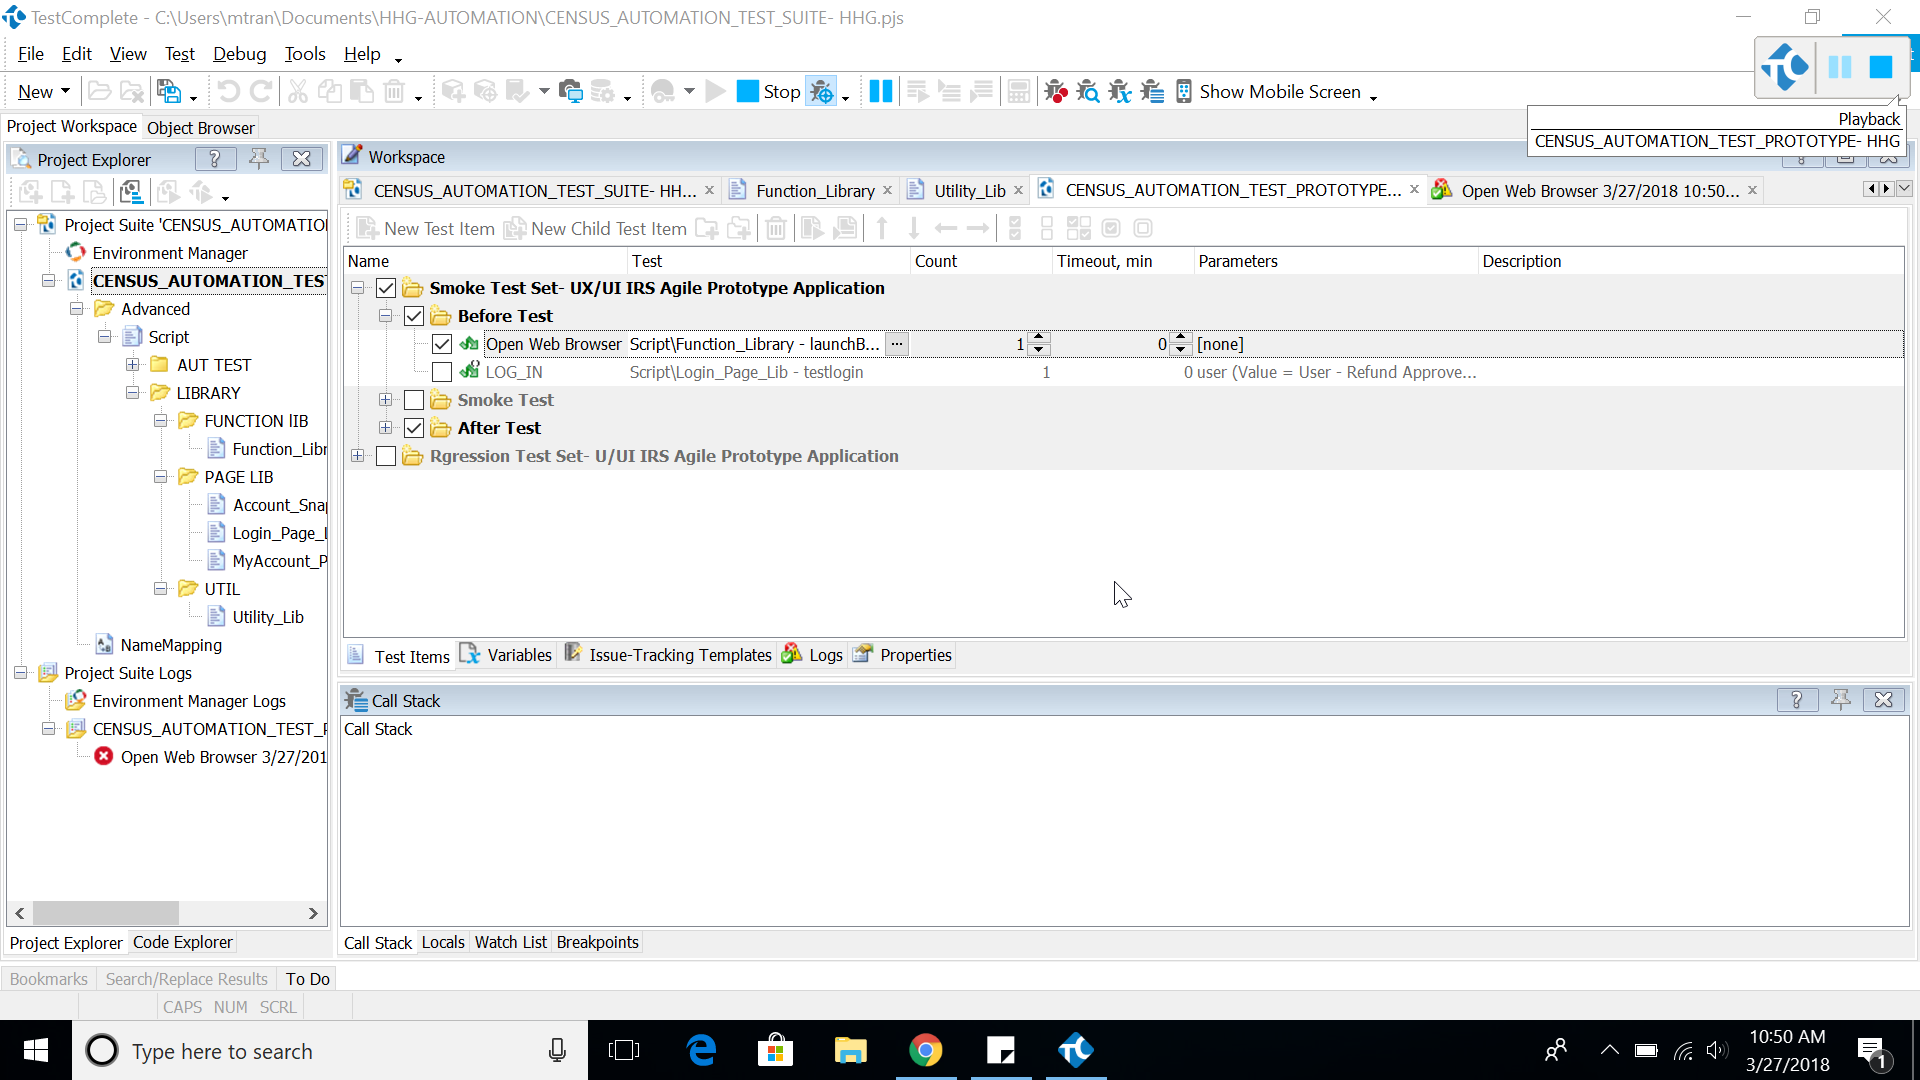 TestComplete - C:\Users\mtran\Documents\HHG-AUTOMATION\CENSUS_AUTOMATION_TEST_SUITE- HHG.pjs
File Edit View Test Debug Tools Help
New Stop Show Mobile Screen
Playback
CENSUS_AUTOMATION_TEST_PROTOTYPE- HHG
Project Workspace Object Browser
Project Explorer ?
Workspace
CENSUS_AUTOMATION_TEST_SUITE- HH... Function_Library Utility_Lib CENSUS_AUTOMATION_TEST_PROTOTYPE... Open Web Browser 3/27/2018 10:50...
New Test Item New Child Test Item
Name Test Count Timeout, min Parameters Description
Smoke Test Set- UX/UI IRS Agile Prototype Application
Before Test
Open Web Browser Script\Function_Library - launchB... ... 1 0 [none]
LOG_IN Script\Login_Page_Lib - testlogin 1 0 user (Value = User - Refund Approve...
Smoke Test
After Test
Rgression Test Set- U/UI IRS Agile Prototype Application
Project Suite 'CENSUS_AUTOMATIO
Environment Manager
CENSUS_AUTOMATION_TES
Advanced
Script
AUT TEST
LIBRARY
FUNCTION lIB
Function_Libr
PAGE LIB
Account_Snap
Login_Page_L
MyAccount_P
UTIL
Utility_Lib
NameMapping
Project Suite Logs
Environment Manager Logs
CENSUS_AUTOMATION_TEST_P
Open Web Browser 3/27/201
Test Items Variables Issue-Tracking Templates Logs Properties
Call Stack ?
Call Stack
Project Explorer Code Explorer
Call Stack Locals Watch List Breakpoints
Bookmarks Search/Replace Results To Do
CAPS NUM SCRL
Type here to search
10:50 AM
3/27/2018
1